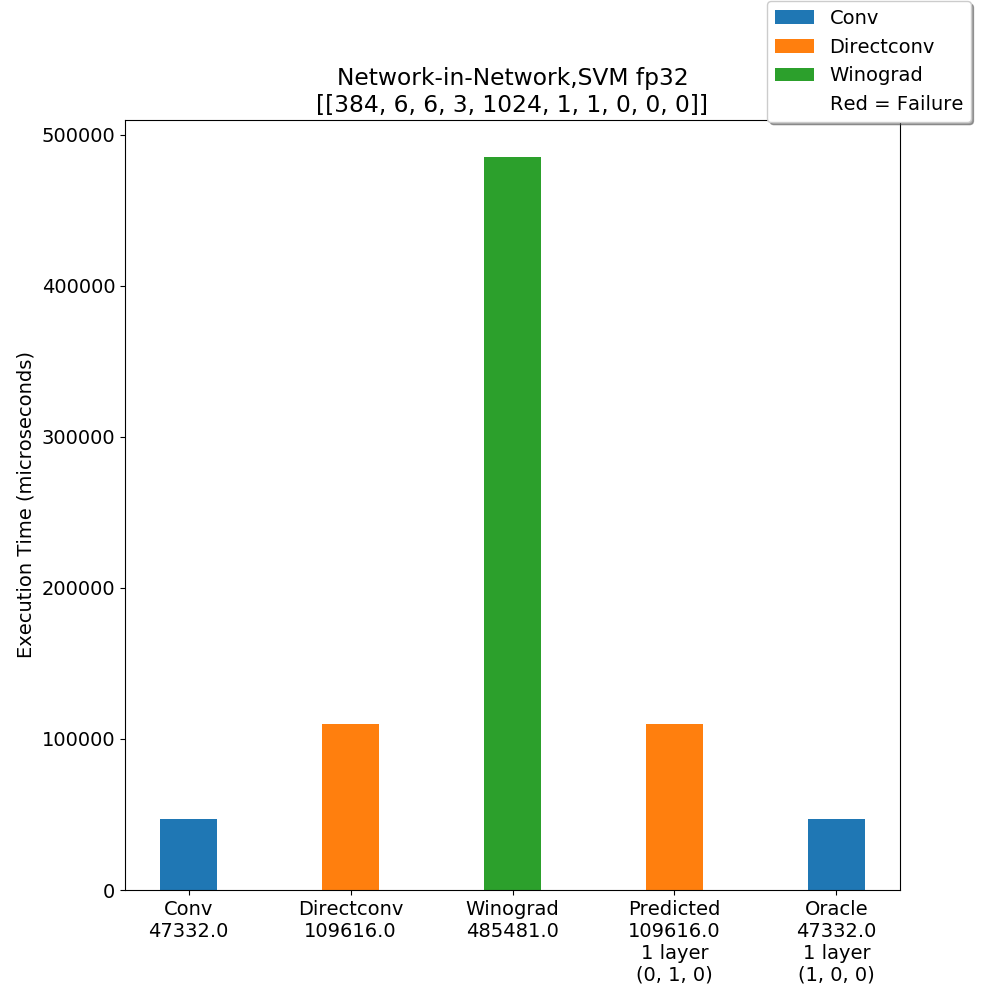 Conv
Directconv
Winograd
Red = Failure
Network-in-Network,SVM fp32
[[384, 6, 6, 3, 1024, 1, 1, 0, 0, 0]]
Execution Time (microseconds)
500000
400000
300000
200000
100000
0
Conv
47332.0
Directconv
109616.0
Winograd
485481.0
Predicted
109616.0
1 layer
(0, 1, 0)
Oracle
47332.0
1 layer
(1, 0, 0)